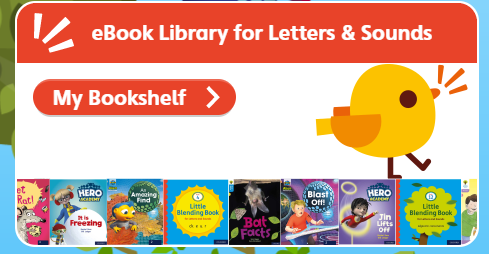 eBook Library for Letters & Sounds
My Bookshelf
et
Rat!
HERO
ACADEMY
It is
Freezing
An
Amazing
Find
Little
Blending Book
Bat
Facts
Blast
Off!
HERO
ACADEMY
Jin
Lifts
Off
Little
Blending Book